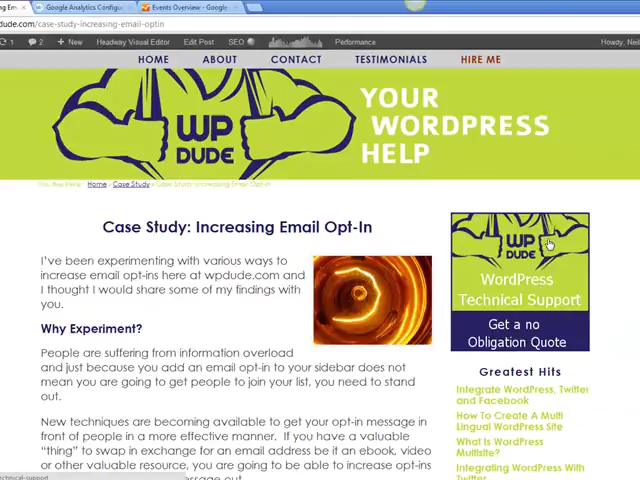 Google Analytics Configur
Events Overview - Google
dude.com/case-study-increasing-email-optin
1 2 New Headway Visual Editor Edit Post SEO Performance Howdy, Neil
HOME ABOUT CONTACT TESTIMONIALS HIRE ME
WP
DUDE
YOUR
WORDPRESS
HELP
You Are Here: Home » Case Study » Case Study: Increasing Email Opt-In
Case Study: Increasing Email Opt-In
I've been experimenting with various ways to
increase email opt-ins here at wpdude.com and
I thought I would share some of my findings with
you.
Why Experiment?
People are suffering from information overload
and just because you add an email opt-in to your sidebar does not
mean you are going to get people to join your list, you need to stand
out.
New techniques are becoming available to get your opt-in message in
front of people in a more effective manner. If you have a valuable
"thing" to swap in exchange for an email address be it an ebook, video
or other valuable resource, you are going to be able to increase opt-ins
message out
WP
DUDE
WordPress
Technical Support
Get a no
Obligation Quote
Greatest Hits
Integrate WordPress, Twitter
and Facebook
How To Create A Multi
Lingual WordPress Site
What Is WordPress
Multisite?
Integrating WordPress With
Twitter
technical-support